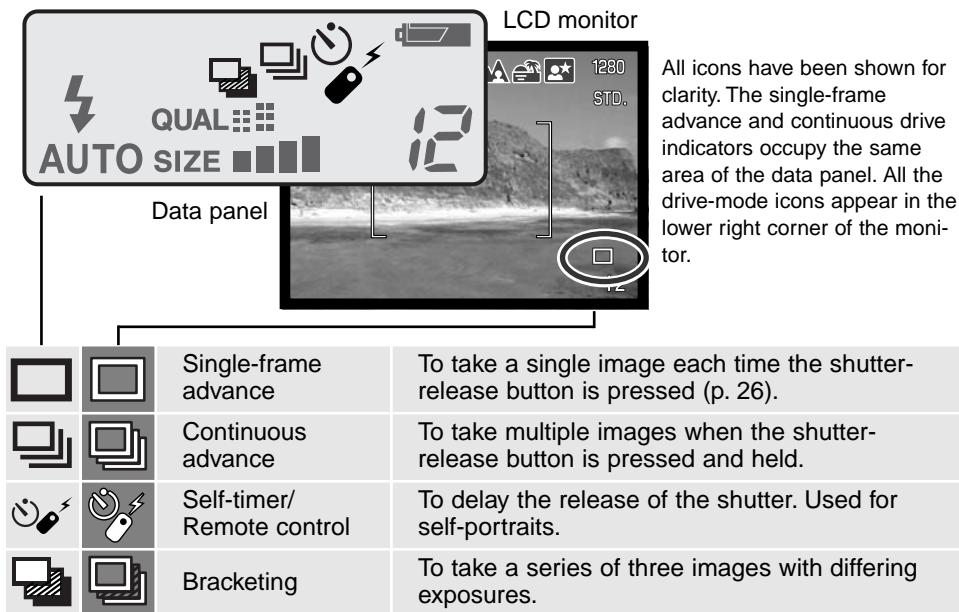 LCD monitor
QUAL
AUTO SIZE
12
Data panel
1280
STD.
12
All icons have been shown for
clarity. The single-frame
advance and continuous drive
indicators occupy the same
area of the data panel. All the
drive-mode icons appear in the
lower right corner of the moni-
tor.
Single-frame
advance
To take a single image each time the shutter-
release button is pressed (p. 26).
Continuous
advance
To take multiple images when the shutter-
release button is pressed and held.
Self-timer/
Remote control
To delay the release of the shutter. Used for
self-portraits.
Bracketing
To take a series of three images with differing
exposures.